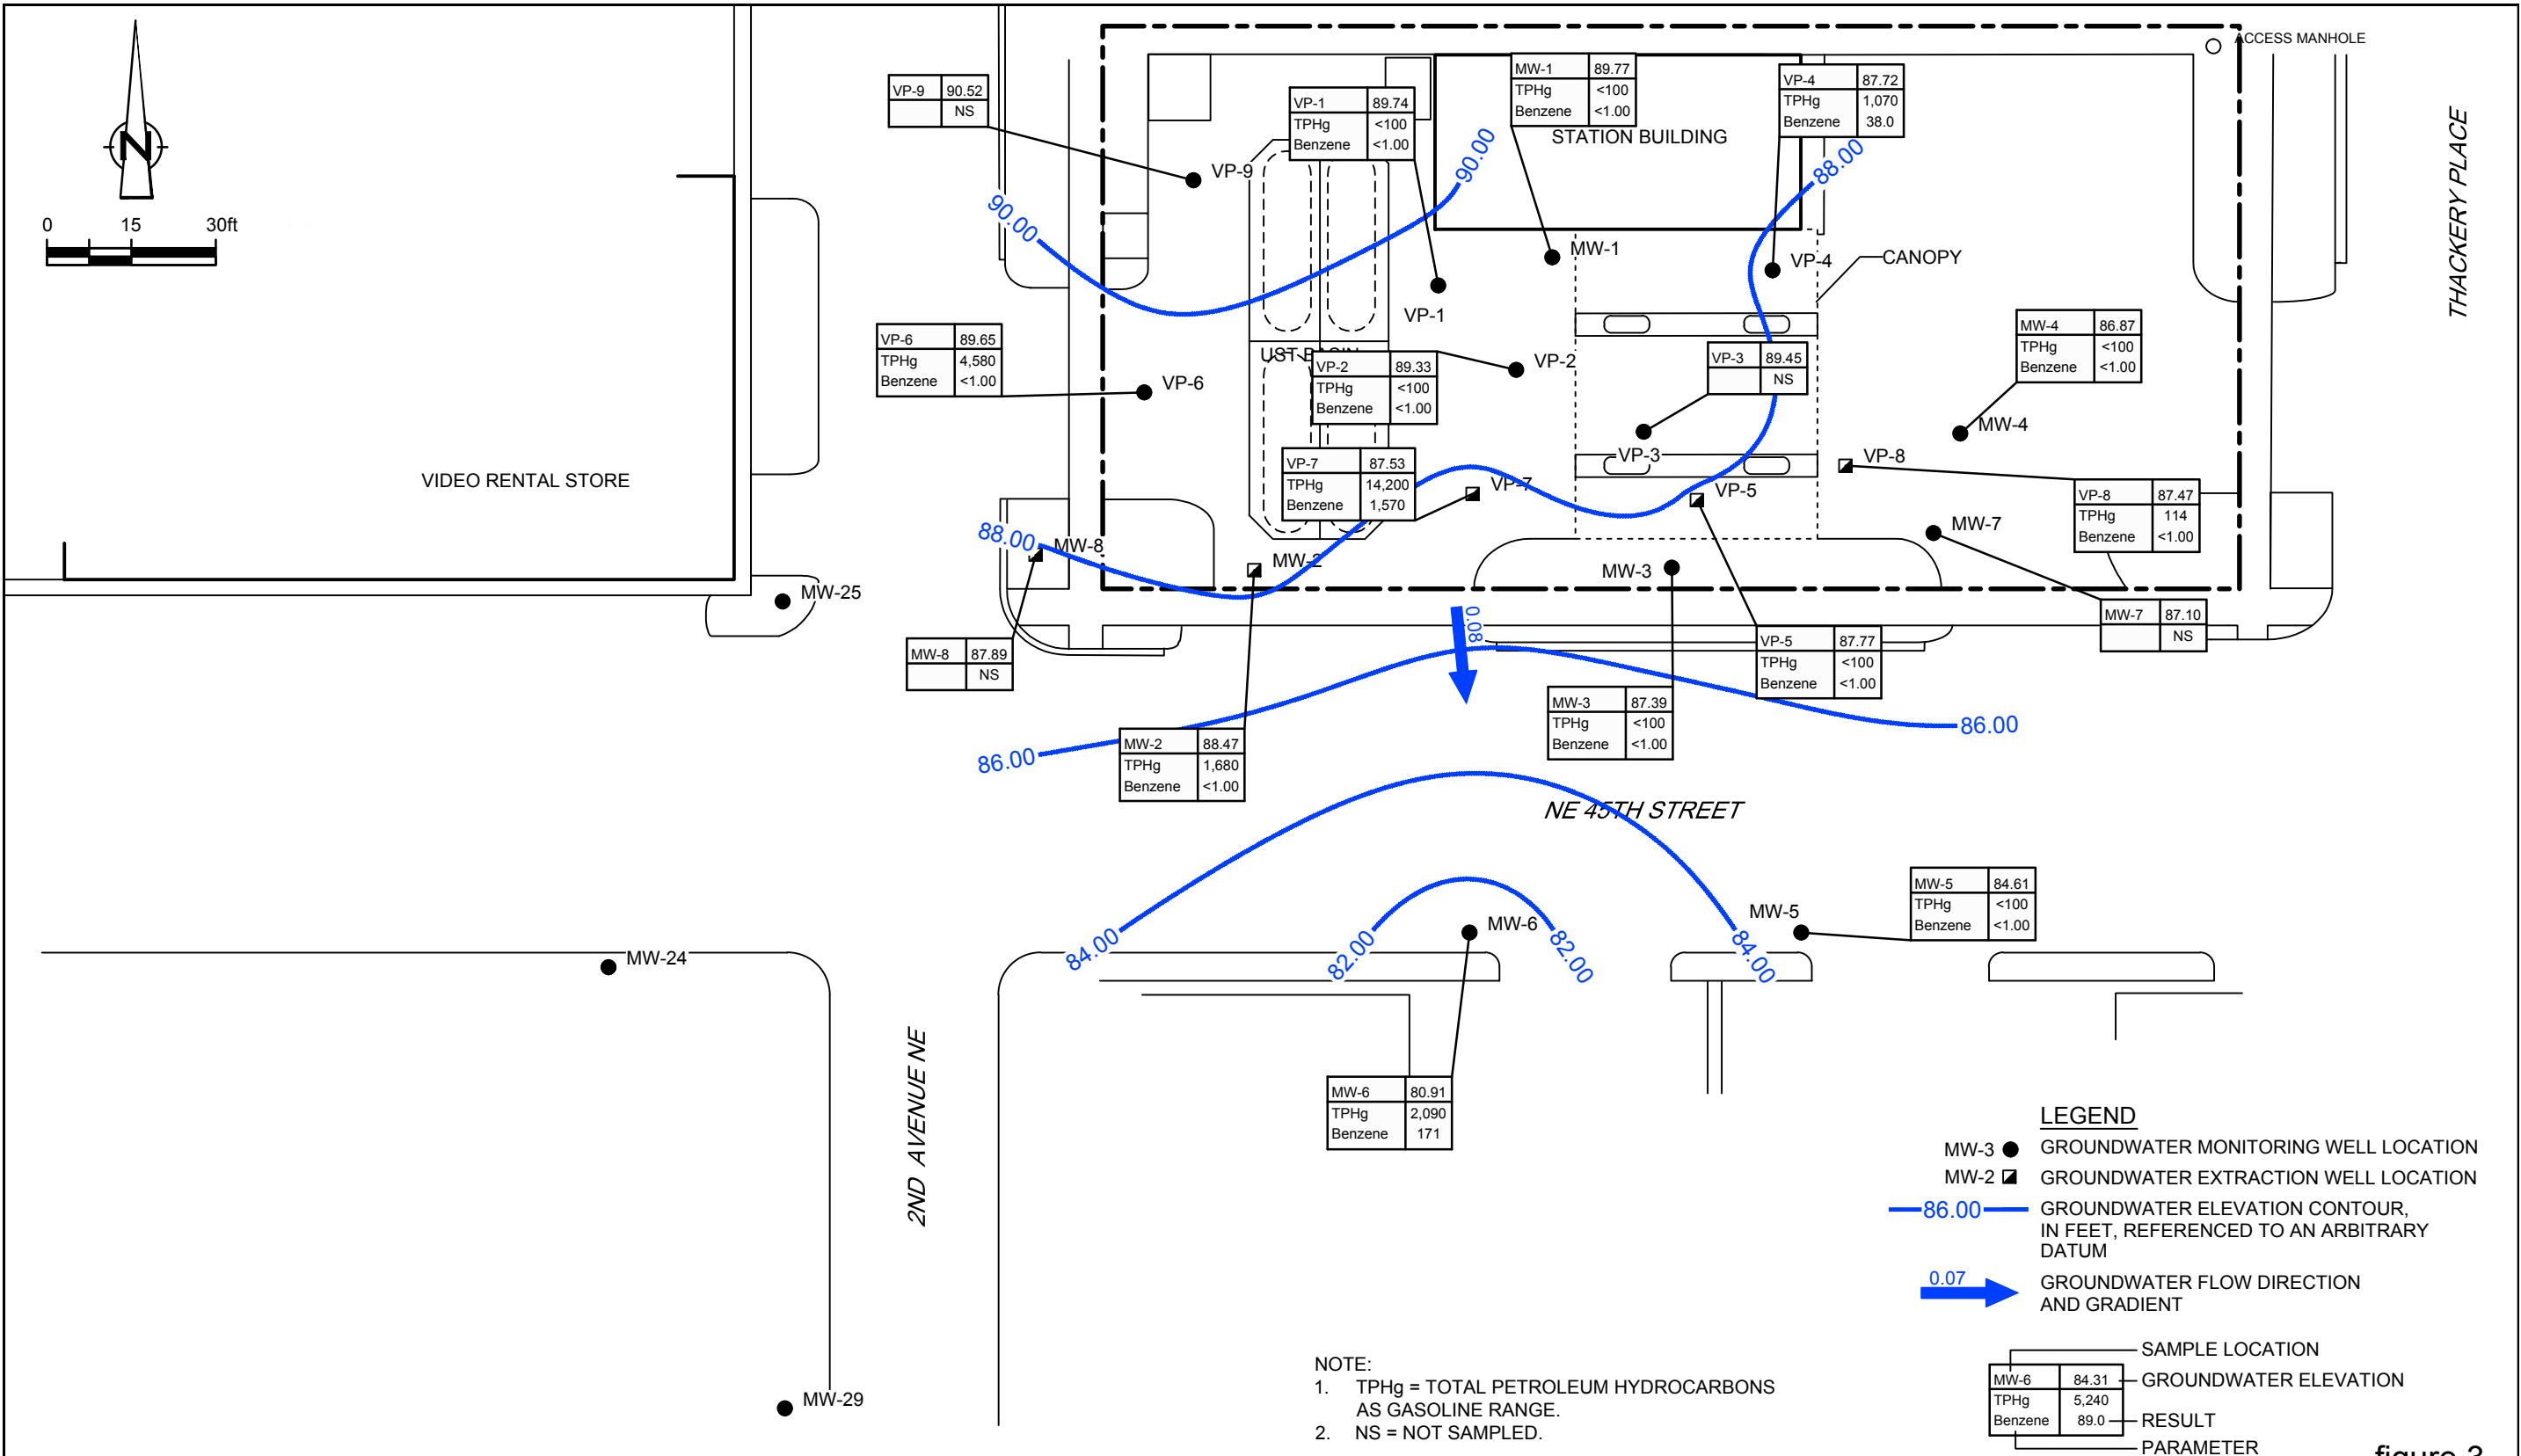 ACCESS MANHOLE
N
0 15 30ft
VP-9 90.52
NS
VP-9
VP-1 89.74
TPHg <100
Benzene <1.00
MW-1 89.77
TPHg <100
Benzene <1.00
STATION BUILDING
VP-4 87.72
TPHg 1,070
Benzene 38.0
THACKERY PLACE
90.00
90.00
88.00
MW-1
VP-4
CANOPY
VP-1
VP-6 89.65
TPHg 4,580
Benzene <1.00
VP-6
UST BASIN
VP-2 89.33
TPHg <100
Benzene <1.00
VP-2
VP-3 89.45
NS
VP-3
MW-4 86.87
TPHg <100
Benzene <1.00
MW-4
VIDEO RENTAL STORE
VP-7 87.53
TPHg 14,200
Benzene 1,570
VP-7
VP-5
VP-8
VP-8 87.47
TPHg 114
Benzene <1.00
MW-7
88.00
MW-8
MW-2
MW-3
MW-25
MW-7 87.10
NS
0.08
MW-8 87.89
NS
VP-5 87.77
TPHg <100
Benzene <1.00
MW-3 87.39
TPHg <100
Benzene <1.00
86.00
86.00
MW-2 88.47
TPHg 1,680
Benzene <1.00
NE 45TH STREET
MW-5 84.61
TPHg <100
Benzene <1.00
MW-5
MW-6
84.00
82.00
82.00
84.00
MW-24
2ND AVENUE NE
MW-6 80.91
TPHg 2,090
Benzene 171
MW-29
LEGEND
MW-3 GROUNDWATER MONITORING WELL LOCATION
MW-2 GROUNDWATER EXTRACTION WELL LOCATION
86.00 GROUNDWATER ELEVATION CONTOUR,
IN FEET, REFERENCED TO AN ARBITRARY
DATUM
0.07 GROUNDWATER FLOW DIRECTION
AND GRADIENT
SAMPLE LOCATION
MW-6 84.31 GROUNDWATER ELEVATION
TPHg 5,240
Benzene 89.0 RESULT
PARAMETER
NOTE:
1. TPHg = TOTAL PETROLEUM HYDROCARBONS
AS GASOLINE RANGE.
2. NS = NOT SAMPLED.
figure 3